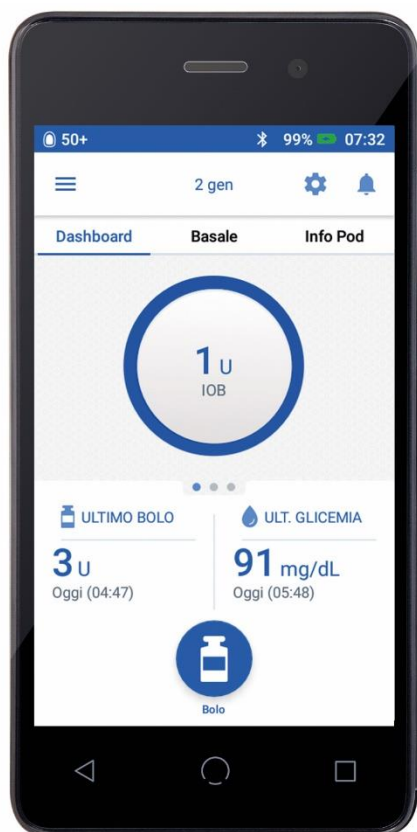 50+ 99% 07:32
2 gen
Dashboard Basale Info Pod
1 U
IOB
ULTIMO BOLO
3 U
Oggi (04:47)
ULT. GLICEMIA
91 mg/dL
Oggi (05:48)
Bolo